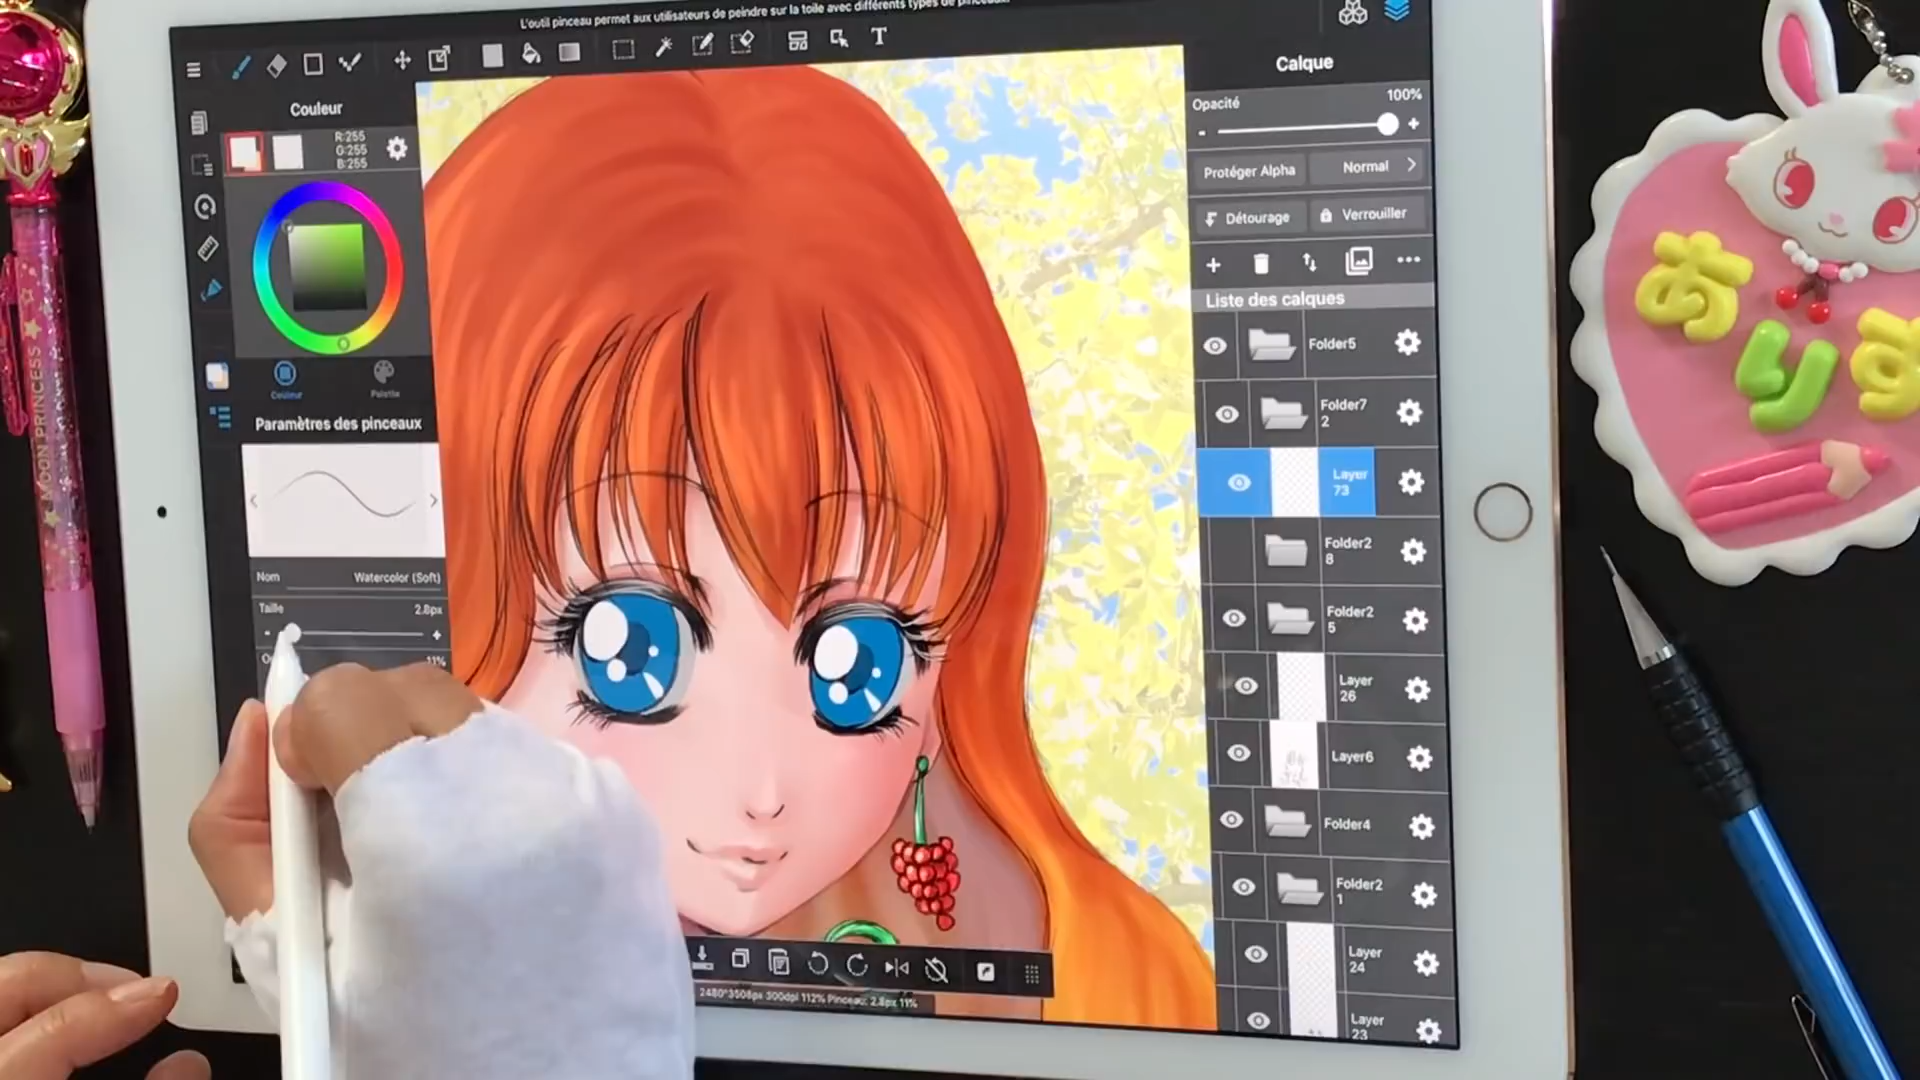 L'outil pinceau permet aux utilisateurs de peindre sur la toile avec différents types de pinceaux.
T
Couleur
R:255
G:255
B:255
Couleur
Palette
Paramètres des pinceaux
Nom
Watercolor (Soft)
Taille
2.8px
11%
2480*3508px 300dpi 112% Pinceau: 2.8px 11%
Calque
Opacité
100%
Protéger Alpha
Normal
Détourage
Verrouiller
Liste des calques
Folder5
Folder7
2
Layer
73
Folder2
8
Folder2
5
Layer
26
Layer6
Folder4
Folder2
1
Layer
24
Layer
23
MOON PRINCESS
あ
り
す